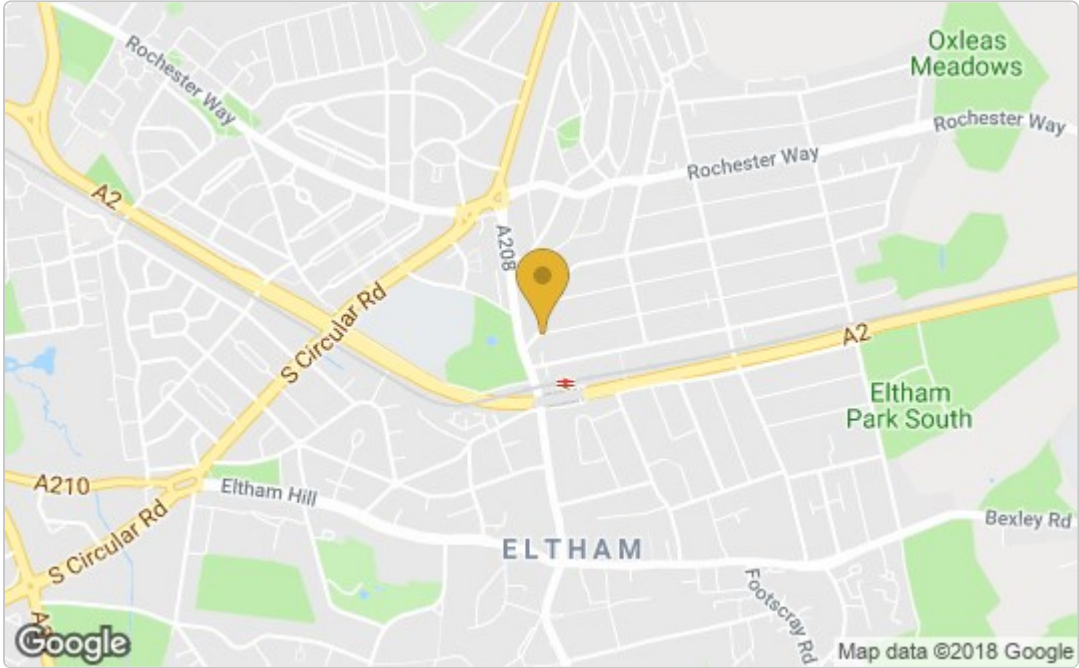 Oxleas
Meadows
Rochester Way
Rochester Way
Rochester Way
A2
A208
S Circular Rd
A2
Eltham
Park South
A210
Eltham Hill
S Circular Rd
Bexley Rd
ELTHAM
Footscray Rd
Google
Map data ©2018 Google